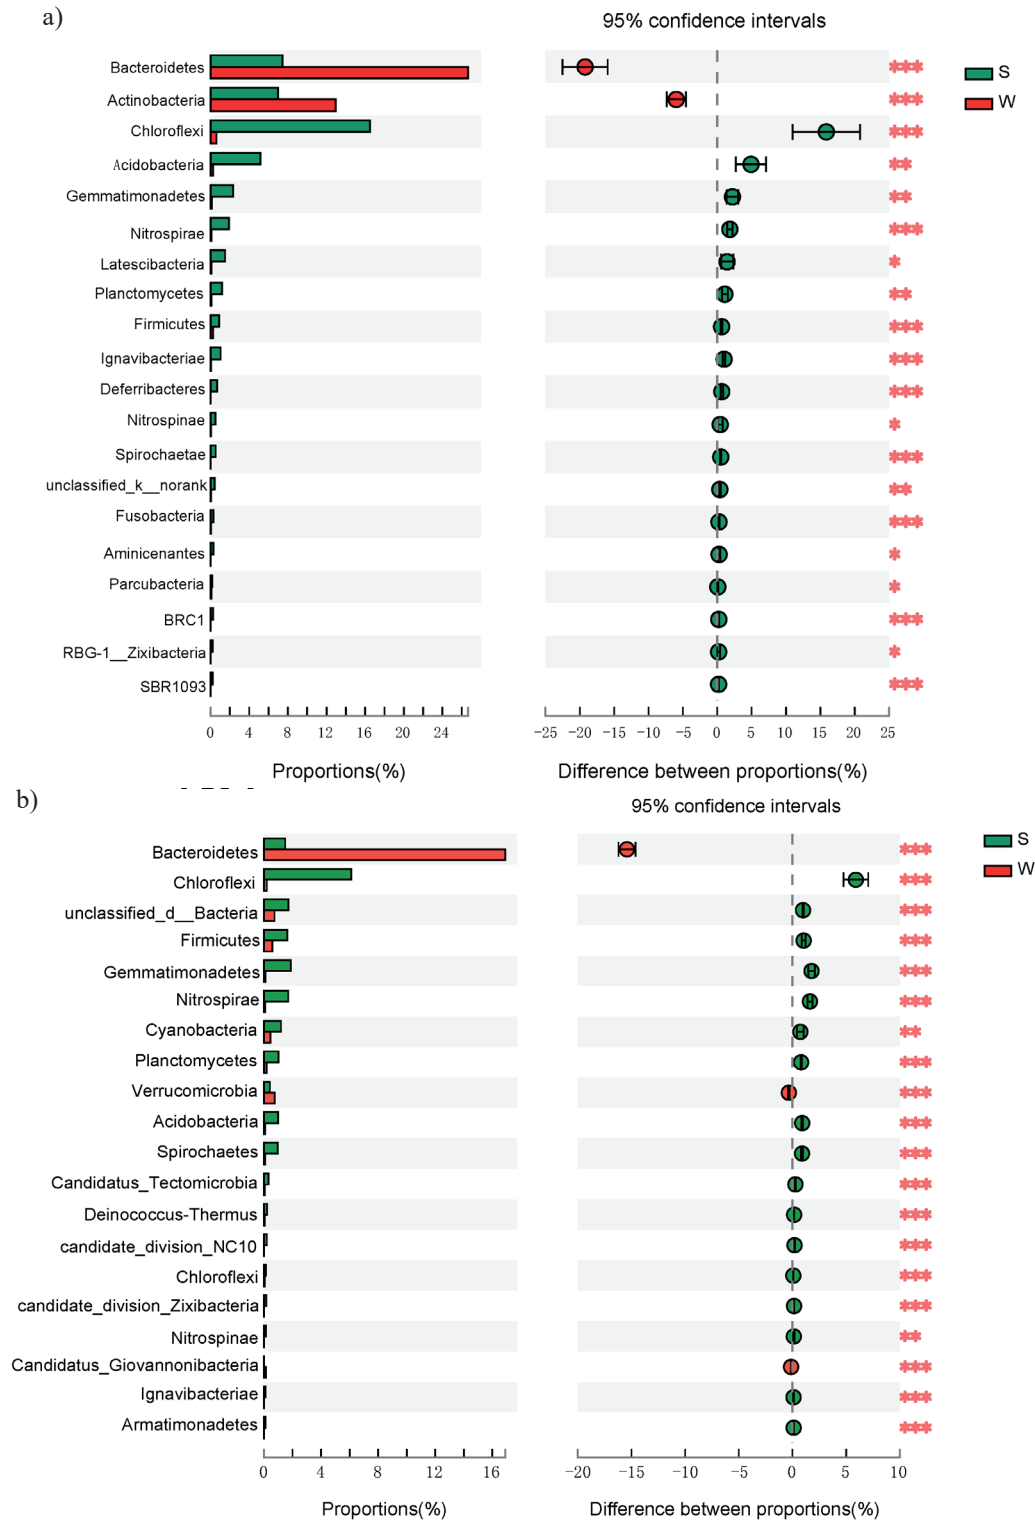 a)
95% confidence intervals
Bacteroidetes ***
Actinobacteria ***
Chloroflexi ***
Acidobacteria **
Gemmatimonadetes **
Nitrospirae ***
Latescibacteria *
Planctomycetes **
Firmicutes ***
Ignavibacteriae ***
Deferribacteres ***
Nitrospinae *
Spirochaetae ***
unclassified_k__norank **
Fusobacteria ***
Aminicenantes *
Parcubacteria *
BRC1 ***
RBG-1__Zixibacteria *
SBR1093 ***
S
W
0 4 8 12 16 20 24
-25 -20 -15 -10 -5 0 5 10 15 20 25
Proportions(%)
Difference between proportions(%)
b)
95% confidence intervals
Bacteroidetes ***
Chloroflexi ***
unclassified_d__Bacteria ***
Firmicutes ***
Gemmatimonadetes ***
Nitrospirae ***
Cyanobacteria **
Planctomycetes ***
Verrucomicrobia ***
Acidobacteria ***
Spirochaetes ***
Candidatus_Tectomicrobia ***
Deinococcus-Thermus ***
candidate_division_NC10 ***
Chloroflexi ***
candidate_division_Zixibacteria ***
Nitrospinae **
Candidatus_Giovannonibacteria ***
Ignavibacteriae ***
Armatimonadetes ***
S
W
0 4 8 12 16
-20 -15 -10 -5 0 5 10
Proportions(%)
Difference between proportions(%)